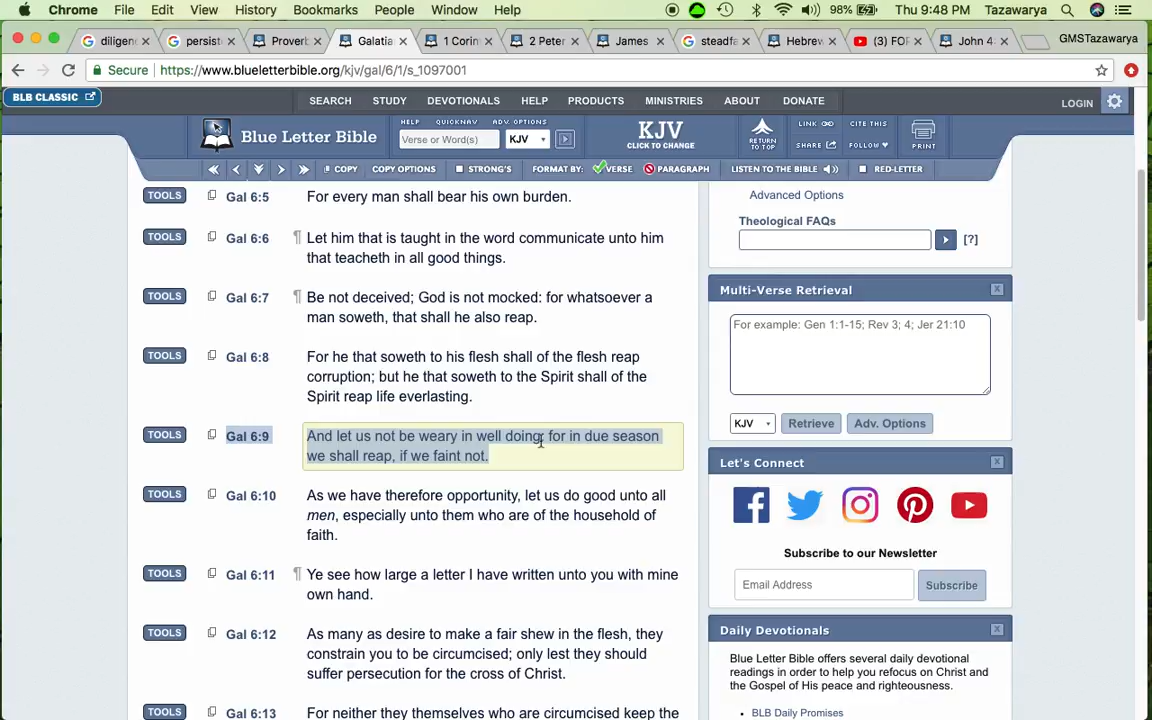 Chrome File Edit View History Bookmarks People Window Help 98% Thu 9:48 PM Tazawarya
diligen persist Proverb Galatia 1 Corin 2 Peter James steadfa Hebrew (3) FOR John 4: GMSTazawarya
Secure https://www.blueletterbible.org/kjv/gal/6/1/s_1097001
BLB CLASSIC
SEARCH STUDY DEVOTIONALS HELP PRODUCTS MINISTRIES ABOUT DONATE LOGIN
HELP QUICKNAV ADV. OPTIONS
Blue Letter Bible
Verse or Word(s) KJV
KJV
CLICK TO CHANGE
RETURN TO TOP
LINK CITE THIS
SHARE FOLLOW
PRINT
COPY COPY OPTIONS STRONG'S FORMAT BY: VERSE PARAGRAPH LISTEN TO THE BIBLE RED-LETTER
TOOLS Gal 6:5 For every man shall bear his own burden.
TOOLS Gal 6:6 ¶ Let him that is taught in the word communicate unto him
that teacheth in all good things.
TOOLS Gal 6:7 ¶ Be not deceived; God is not mocked: for whatsoever a
man soweth, that shall he also reap.
TOOLS Gal 6:8 For he that soweth to his flesh shall of the flesh reap
corruption; but he that soweth to the Spirit shall of the
Spirit reap life everlasting.
TOOLS Gal 6:9 And let us not be weary in well doing: for in due season
we shall reap, if we faint not.
TOOLS Gal 6:10 As we have therefore opportunity, let us do good unto all
men, especially unto them who are of the household of
faith.
TOOLS Gal 6:11 ¶ Ye see how large a letter I have written unto you with mine
own hand.
TOOLS Gal 6:12 As many as desire to make a fair shew in the flesh, they
constrain you to be circumcised; only lest they should
suffer persecution for the cross of Christ.
TOOLS Gal 6:13 For neither they themselves who are circumcised keep the
Advanced Options
Theological FAQs
[?]
Multi-Verse Retrieval
For example: Gen 1:1-15; Rev 3; 4; Jer 21:10
KJV Retrieve Adv. Options
Let's Connect
Subscribe to our Newsletter
Email Address Subscribe
Daily Devotionals
Blue Letter Bible offers several daily devotional
readings in order to help you refocus on Christ and
the Gospel of His peace and righteousness.
• BLB Daily Promises